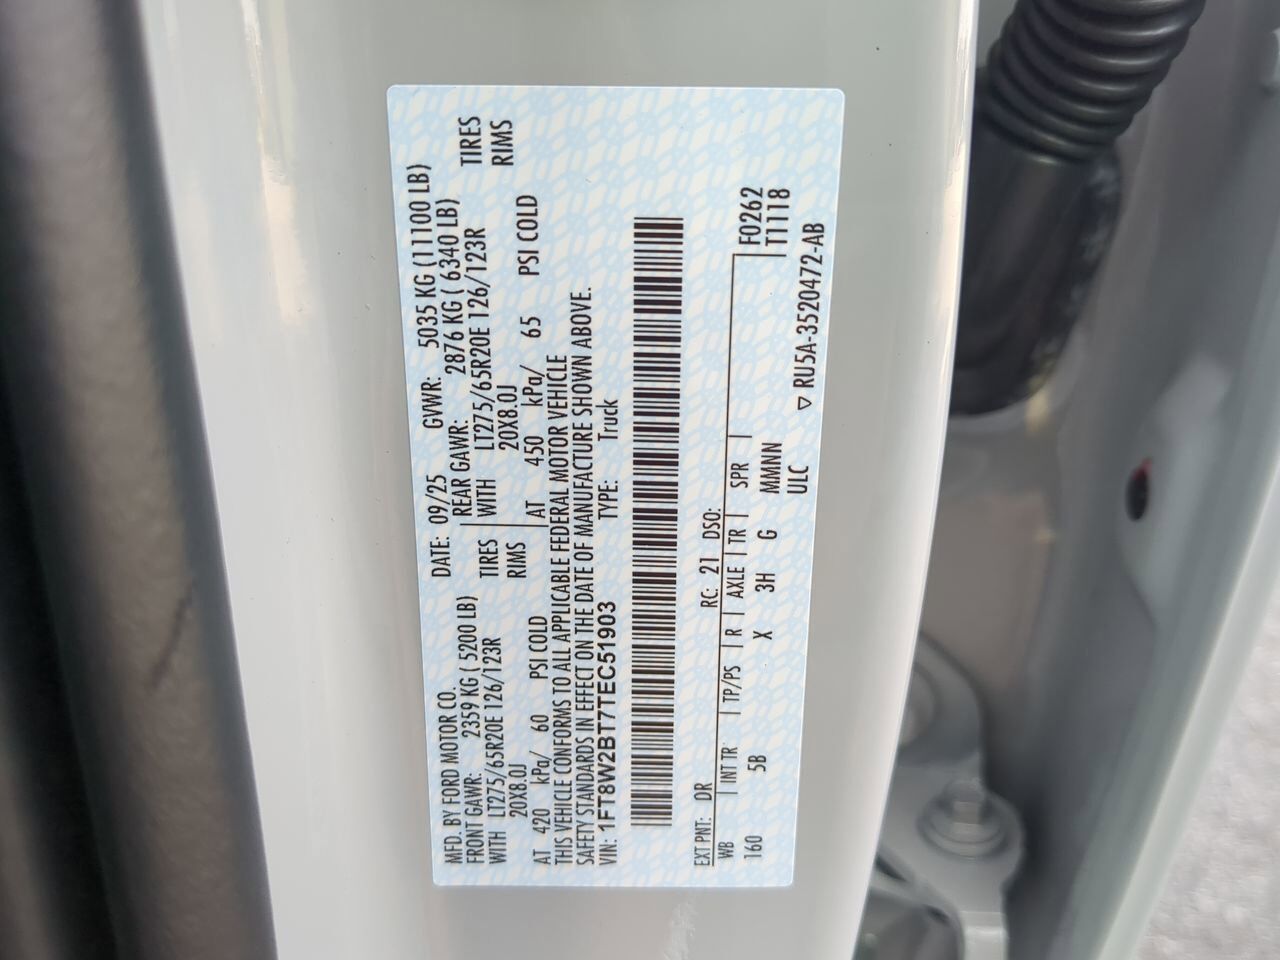 MFD. BY FORD MOTOR CO.
DATE: 09/25 GVWR: 5035 KG (11100 LB)
FRONT GAWR: 2359 KG ( 5200 LB) REAR GAWR: 2876 KG ( 6340 LB)
WITH LT275/65R20E 126/123R TIRES WITH LT275/65R20E 126/123R TIRES
20X8.0J RIMS 20X8.0J RIMS
AT 420 kPa/ 60 PSI COLD AT 450 kPa/ 65 PSI COLD
THIS VEHICLE CONFORMS TO ALL APPLICABLE FEDERAL MOTOR VEHICLE
SAFETY STANDARDS IN EFFECT ON THE DATE OF MANUFACTURE SHOWN ABOVE.
VIN: 1FT8W2BT7TEC51903 TYPE: Truck
EXT PNT: DR RC: 21 DSO:
WB | INT TR | TP/PS | R | AXLE | TR | SPR | F0262
160 5B X 3H G MMNN T1118
ULC ▽ RU5A-3520472-AB